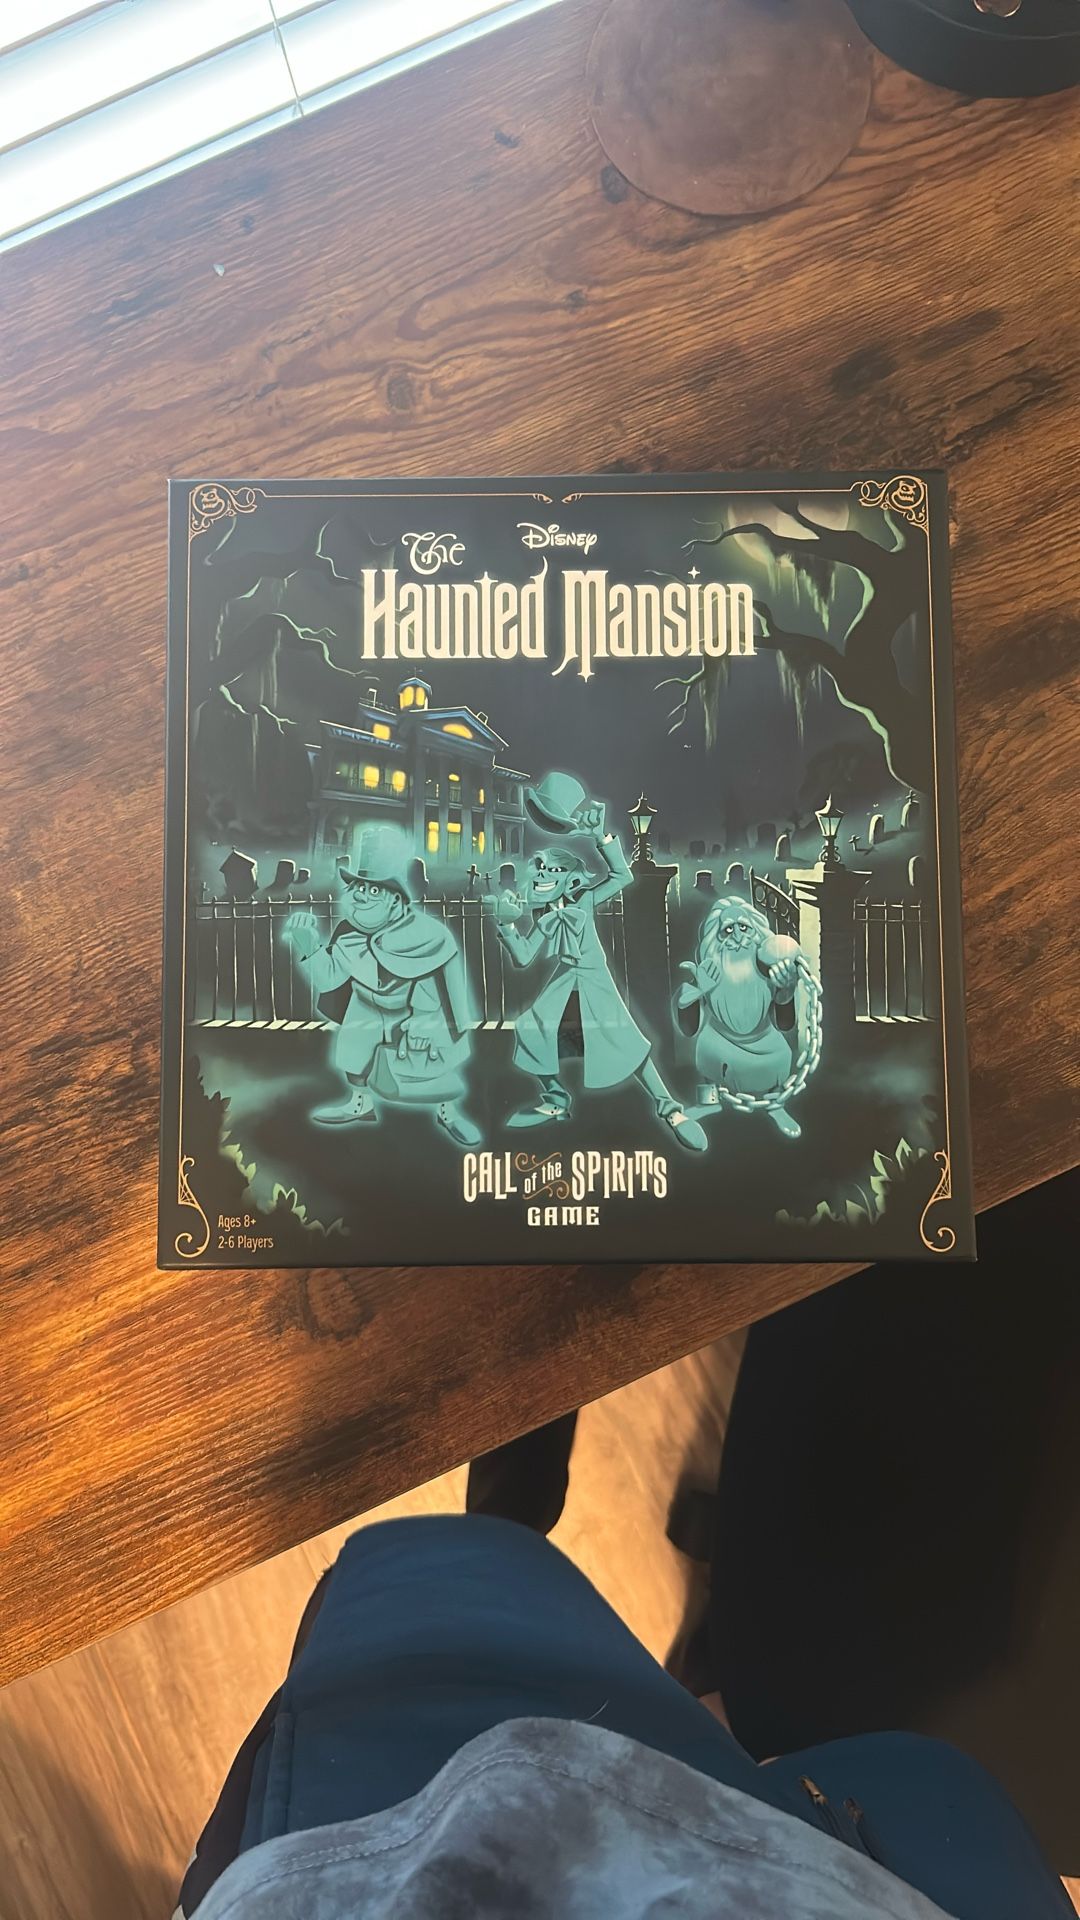 Disney
The
Haunted Mansion
CALL of the SPIRITS
GAME
Ages 8+
2-6 Players